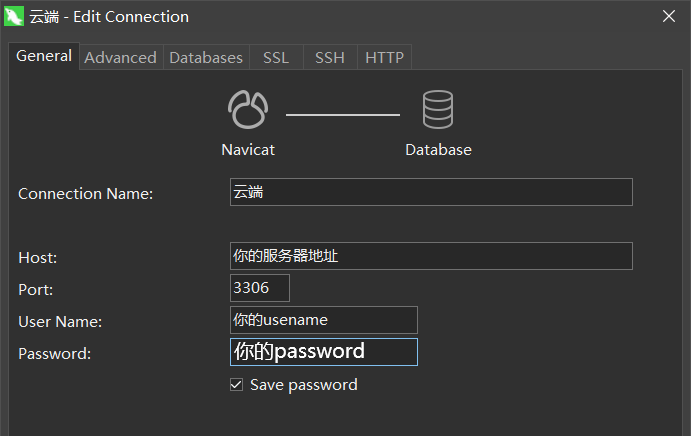 云端 - Edit Connection
General Advanced Databases SSL SSH HTTP
Navicat Database
Connection Name: 云端
Host: 你的服务器地址
Port: 3306
User Name: 你的usename
Password: 你的password
Save password